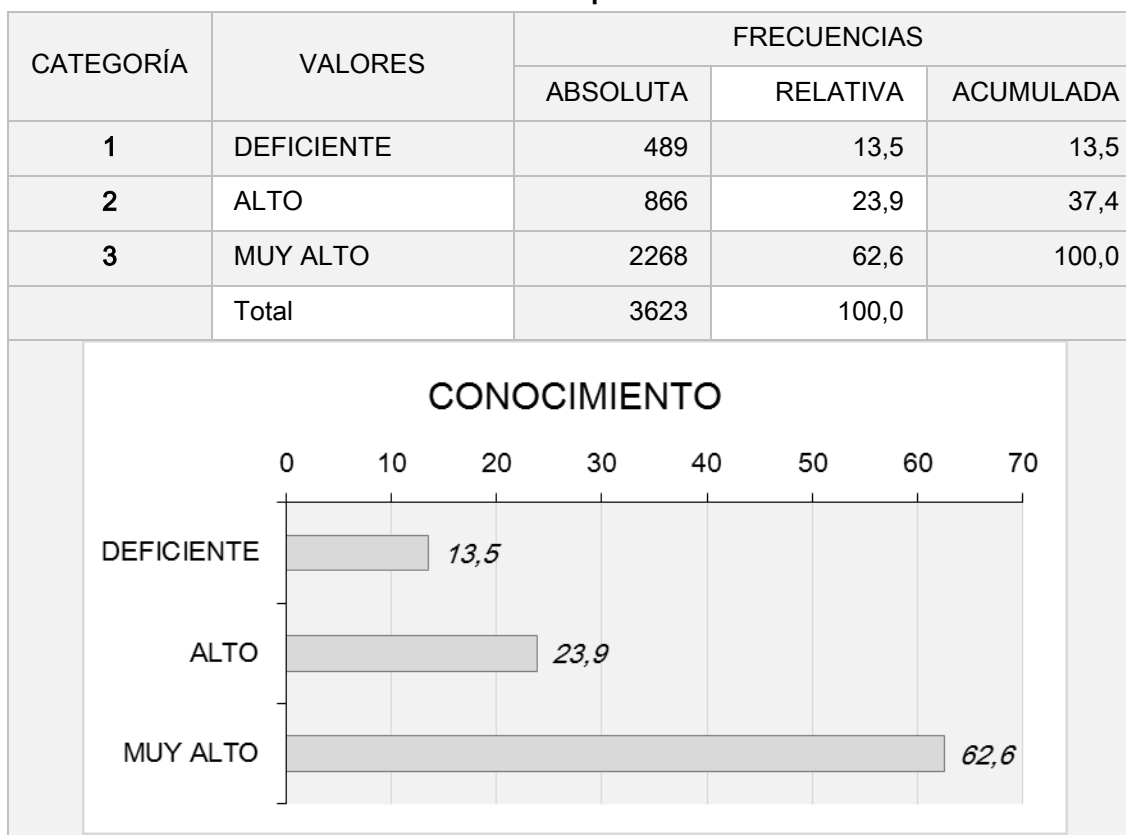 CATEGORÍA VALORES FRECUENCIAS
ABSOLUTA RELATIVA ACUMULADA
1 DEFICIENTE 489 13,5 13,5
2 ALTO 866 23,9 37,4
3 MUY ALTO 2268 62,6 100,0
Total 3623 100,0
CONOCIMIENTO
0 10 20 30 40 50 60 70
DEFICIENTE 13,5
ALTO 23,9
MUY ALTO 62,6